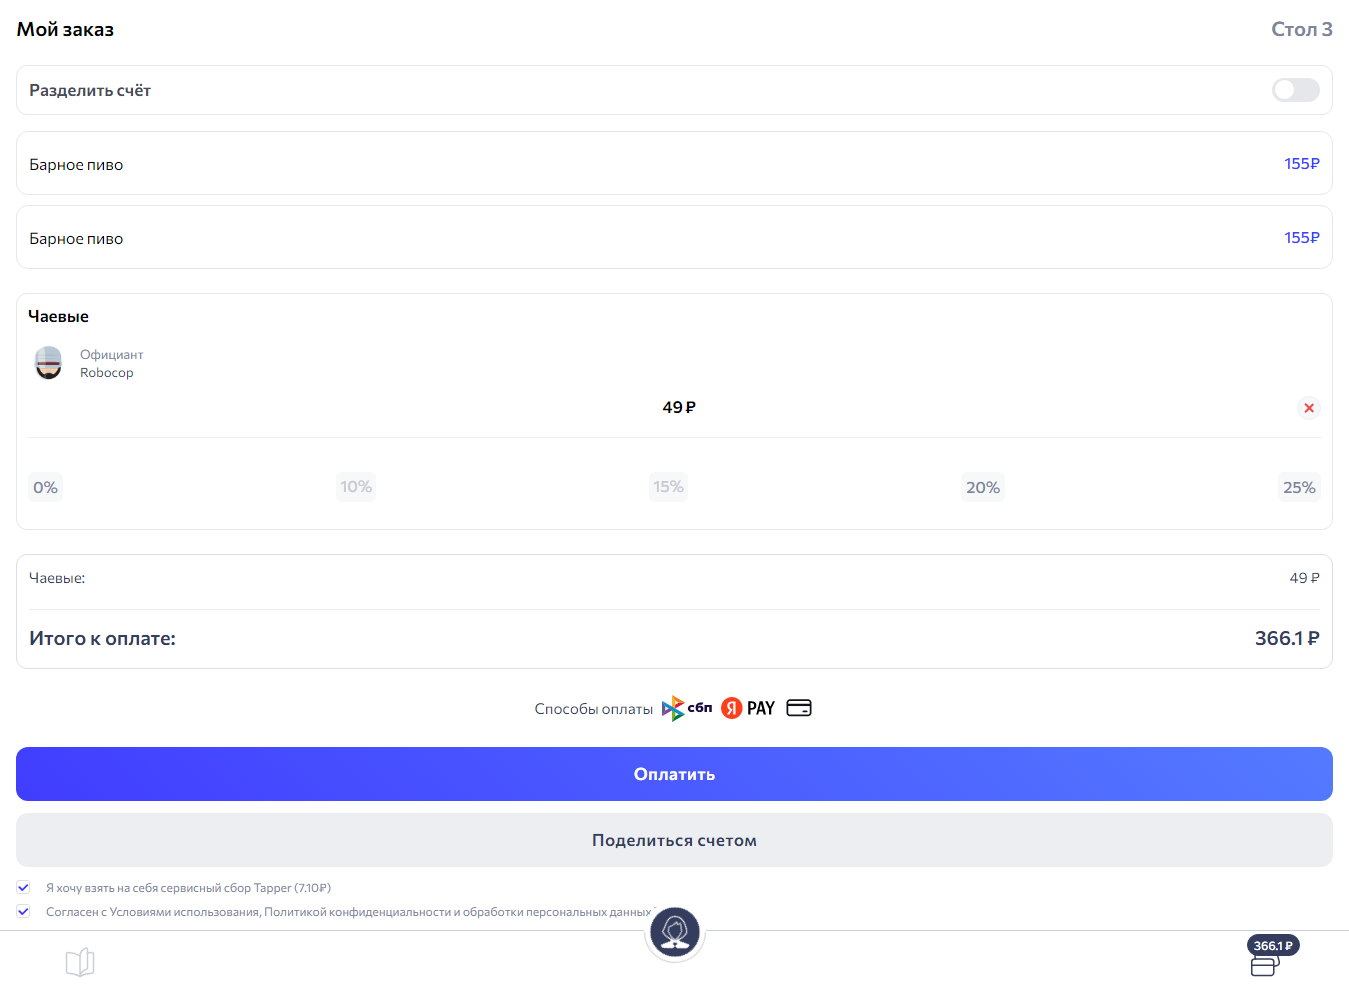 Мой заказ
Стол 3
Разделить счёт
Барное пиво
155₽
Барное пиво
155₽
Чаевые
Официант
Robocop
49 ₽
0%
10%
15%
20%
25%
Чаевые:
49 ₽
Итого к оплате:
366.1 ₽
Способы оплаты сбп Я PAY
Оплатить
Поделиться счетом
Я хочу взять на себя сервисный сбор Tapper (7.10₽)
Согласен с Условиями использования, Политикой конфиденциальности и обработки персональных данных
366.1 ₽